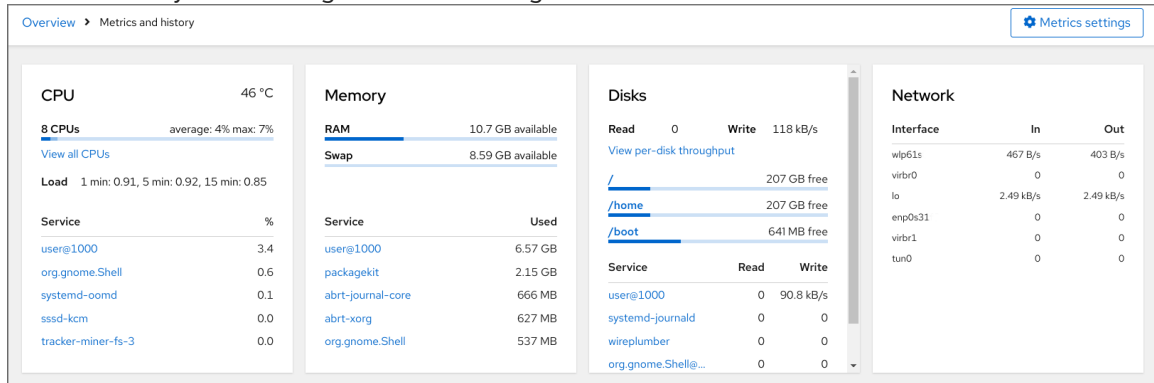 Overview > Metrics and history
Metrics settings
CPU 46 °C
8 CPUs average: 4% max: 7%
View all CPUs
Load 1 min: 0.91, 5 min: 0.92, 15 min: 0.85
Service %
user@1000 3.4
org.gnome.Shell 0.6
systemd-oomd 0.1
sssd-kcm 0.0
tracker-miner-fs-3 0.0
Memory
RAM 10.7 GB available
Swap 8.59 GB available
Service Used
user@1000 6.57 GB
packagekit 2.15 GB
abrt-journal-core 666 MB
abrt-xorg 627 MB
org.gnome.Shell 537 MB
Disks
Read 0 Write 118 kB/s
View per-disk throughput
/ 207 GB free
/home 207 GB free
/boot 641 MB free
Service Read Write
user@1000 0 90.8 kB/s
systemd-journald 0 0
wireplumber 0 0
org.gnome.Shell@... 0 0
Network
Interface In Out
wlp61s 467 B/s 403 B/s
virbr0 0 0
lo 2.49 kB/s 2.49 kB/s
enp0s31 0 0
virbr1 0 0
tun0 0 0